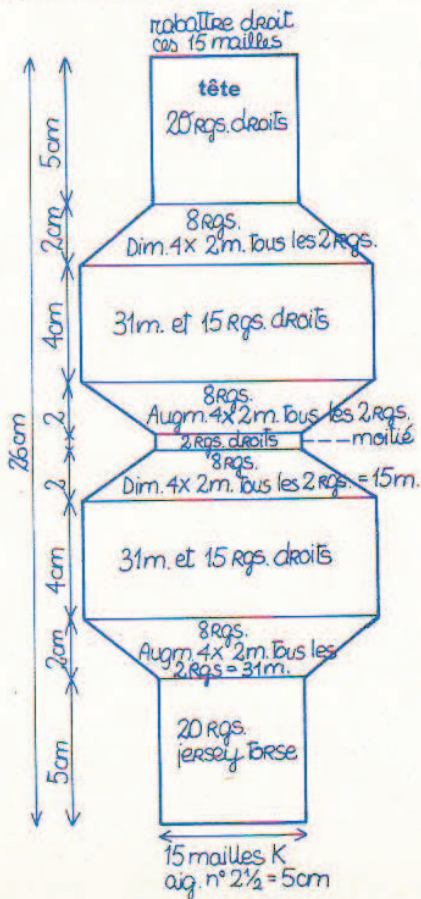 rabattre droit
ces 15 mailles
tête
20 Rgs. droits
5cm
8 Rgs.
Dim. 4x 2m. Tous les 2 Rgs.
2cm
31m. et 15 Rgs. droits
4cm
8 Rgs.
Augm. 4x 2m. Tous les 2 Rgs.
2
2 Rgs. droits
moitié
26cm
8 Rgs.
Dim. 4x 2m. Tous les 2 Rgs. = 15m.
2
31m. et 15 Rgs. droits
4cm
8 Rgs.
Augm. 4x 2m. Tous les
2 Rgs = 31m.
2cm
20 Rgs.
jersey Torse
5cm
15 mailles K
aig. n° 2½ = 5cm